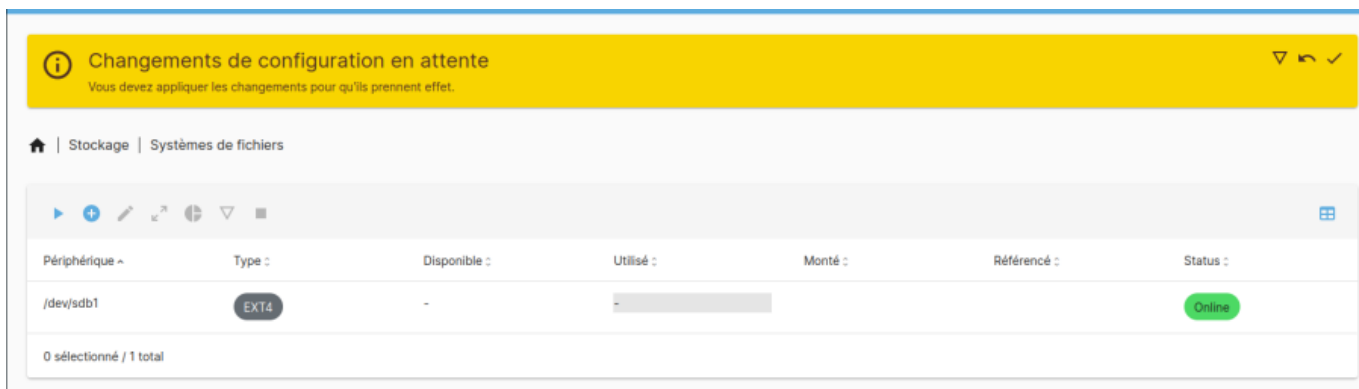 Changements de configuration en attente
Vous devez appliquer les changements pour qu'ils prennent effet.
| Stockage | Systèmes de fichiers
Périphérique Type Disponible Utilisé Monté Référencé Status
/dev/sdb1 EXT4 - - Online
0 sélectionné / 1 total